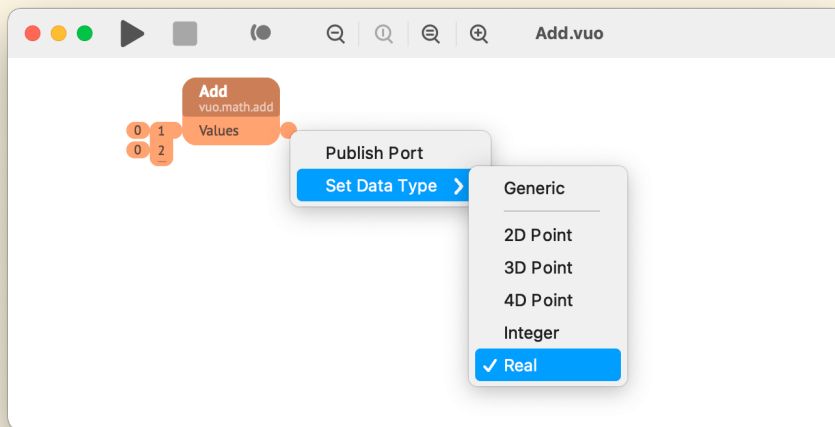 Add.vuo
Add
vuo.math.add
0 1 Values
0 2
Publish Port
Set Data Type
Generic
2D Point
3D Point
4D Point
Integer
Real